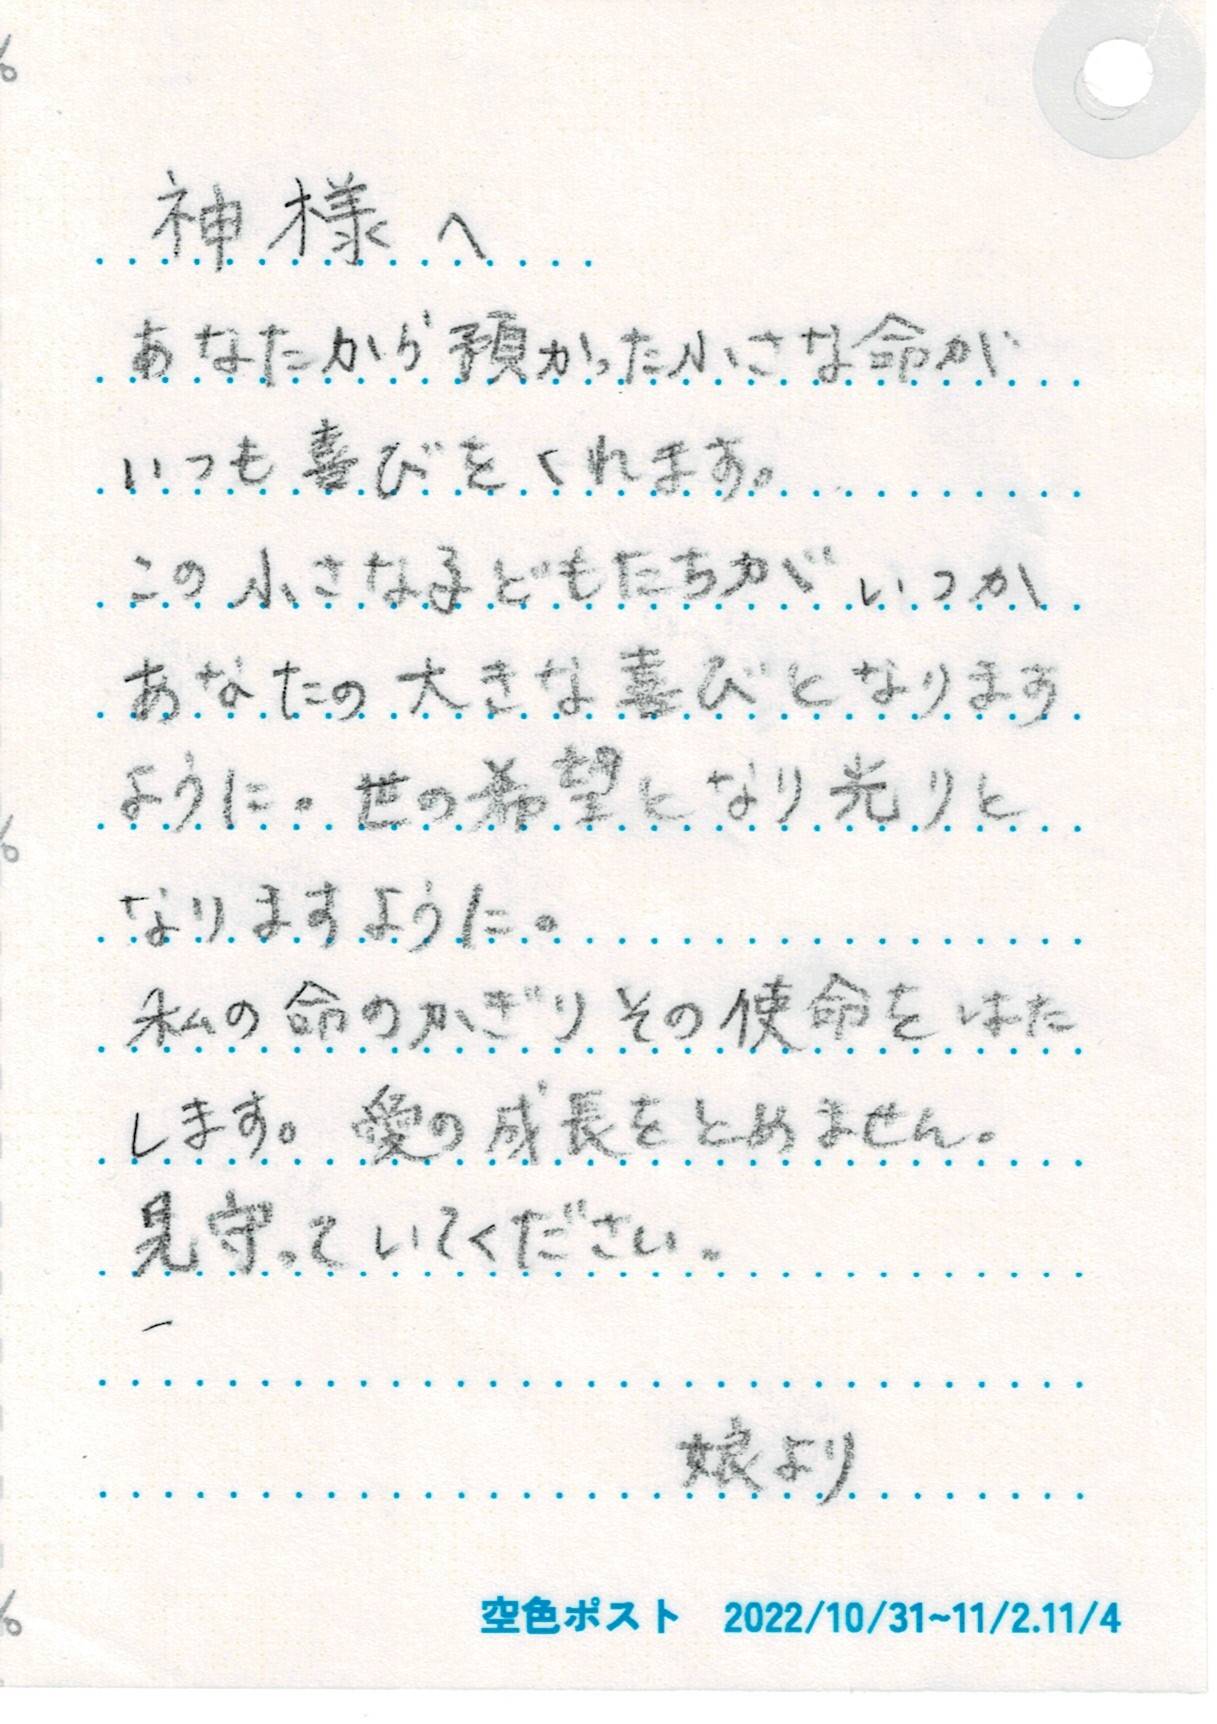 神様へ
あなたから預かった小さな命が
いつも喜びをくれます。
この小さな子どもたちがいつか
あなたの大きな喜びとなります
ように。世の希望となり光りと
なりますように。
私の命のかぎりその使命をはた
します。愛の成長をとめません。
見守っていてください。
娘より
空色ポスト 2022/10/31~11/2.11/4